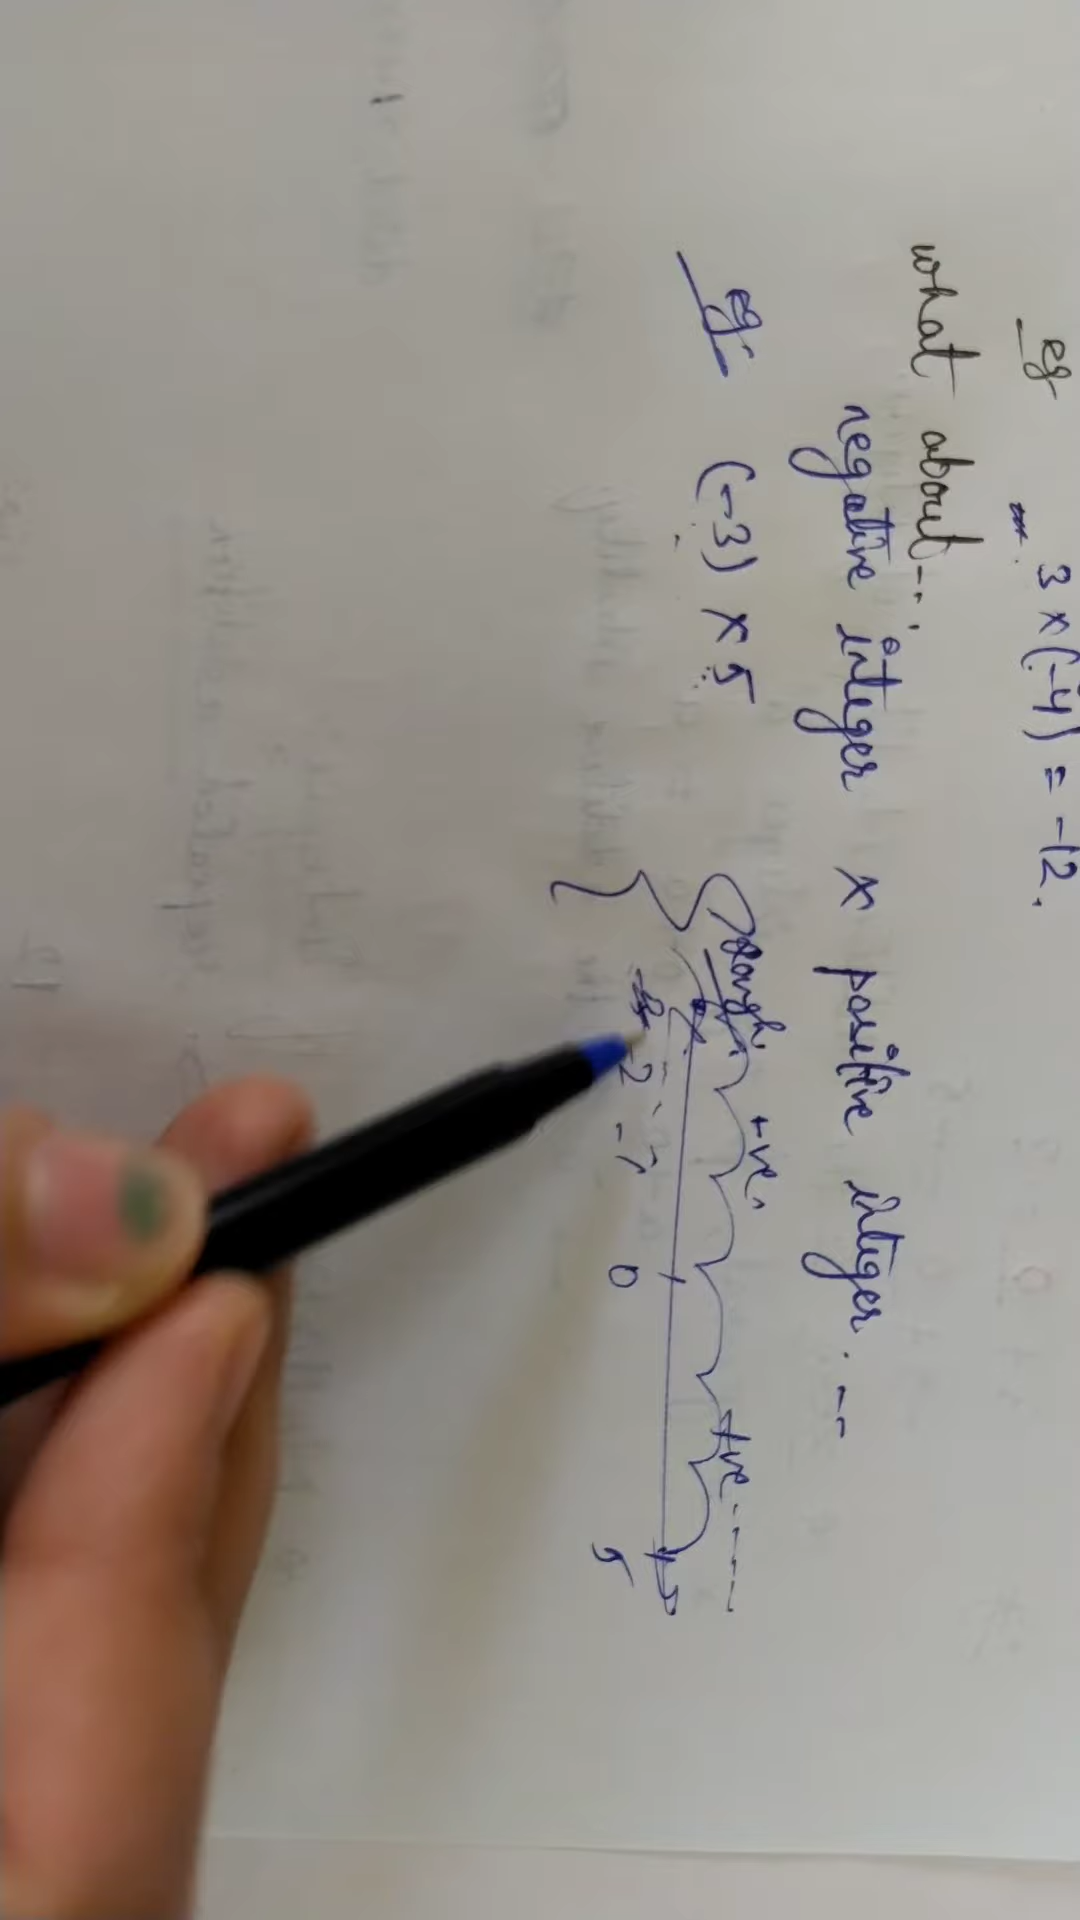 eg 3 x (-4) = -12.
what about --
negative integer x positive integer. --
eg:- (-3) x 5
Rough +ve, +ve ----
-2 -1 0 5